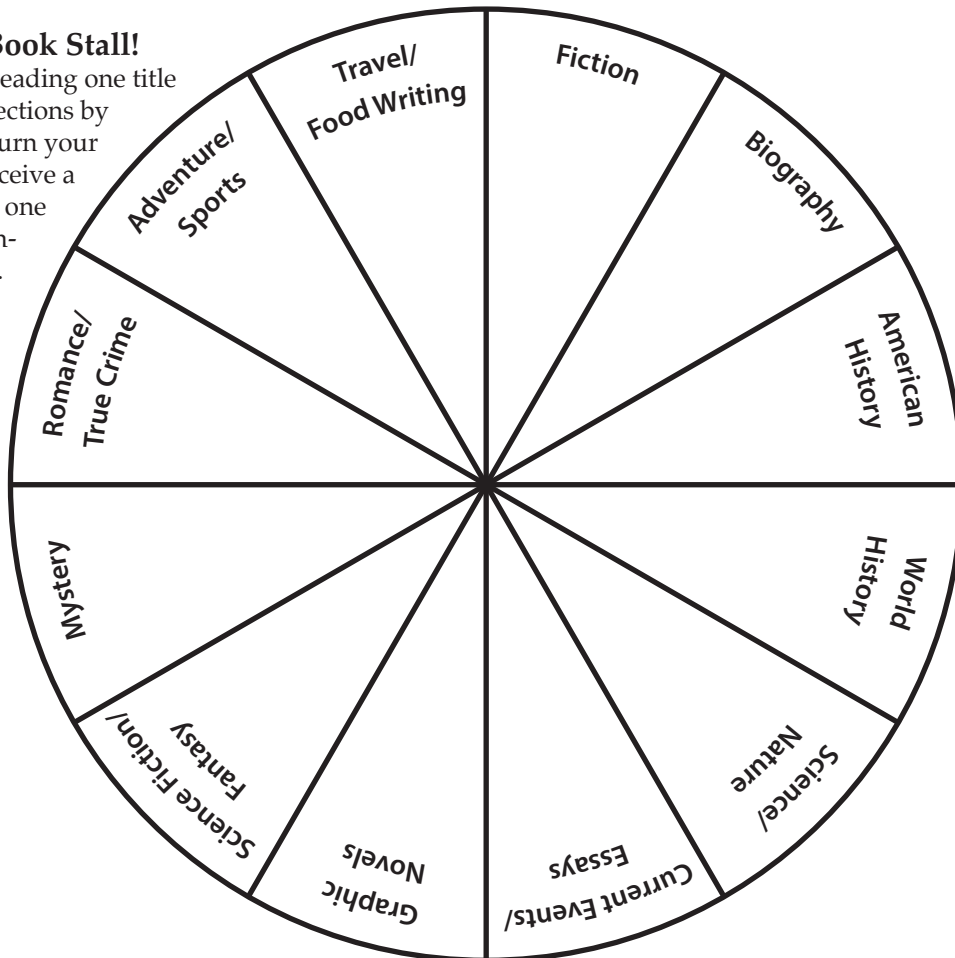 Book Stall!
eading one title
ections by
urn your
ceive a
one
n-
.
Travel/
Food Writing
Fiction
Biography
American
History
World
History
Science/
Nature
Current Events/
Essays
Graphic
Novels
Science Fiction/
Fantasy
Mystery
Romance/
True Crime
Adventure/
Sports